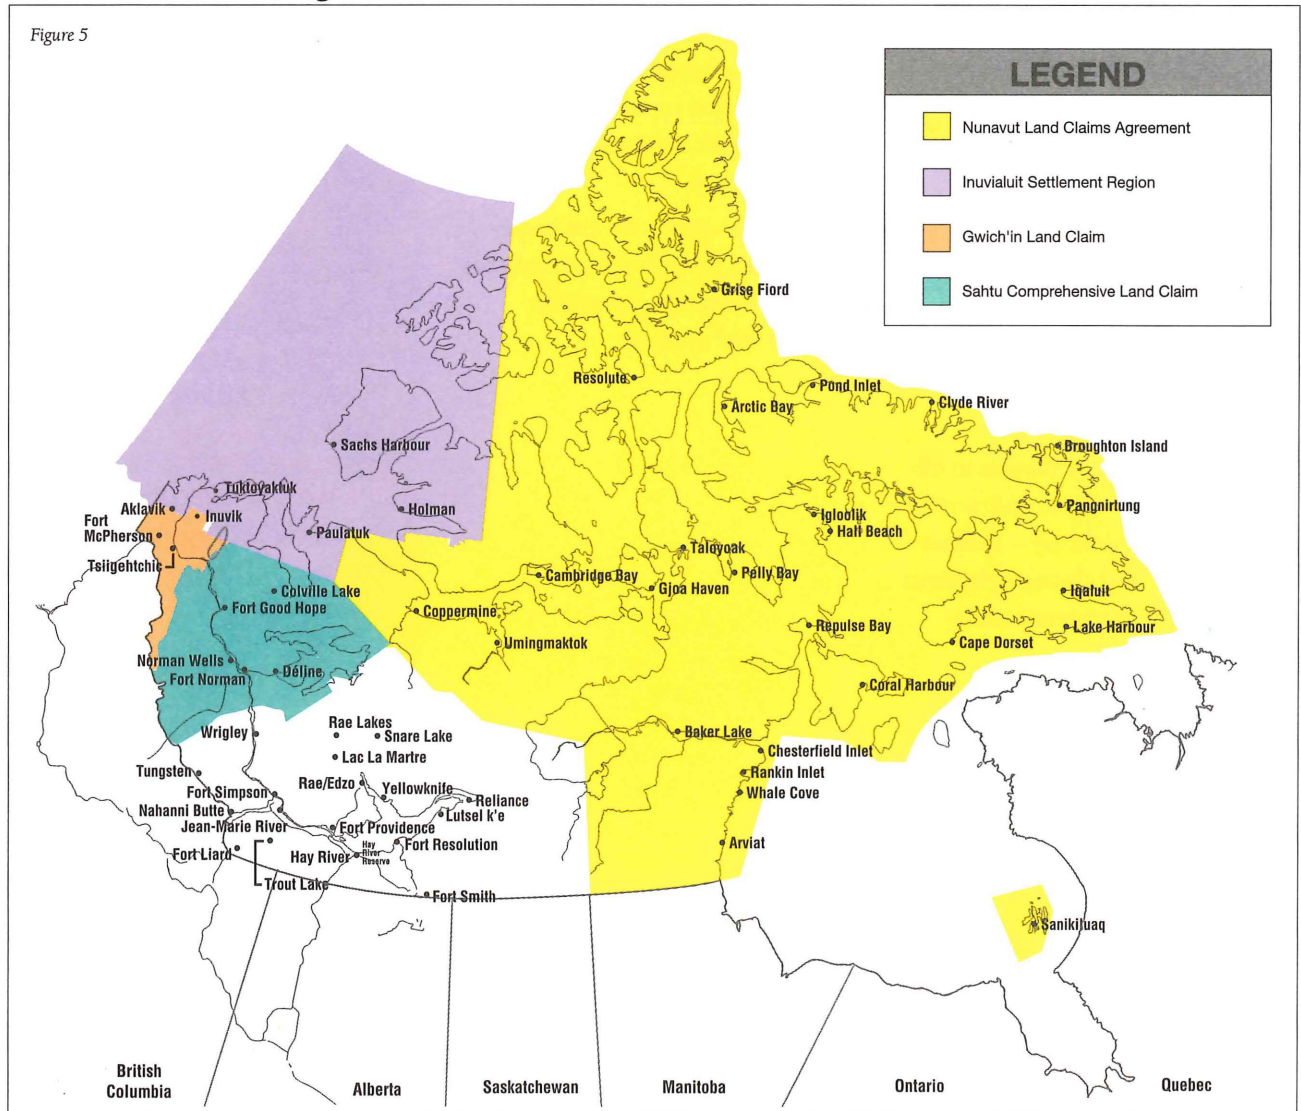 Figure 5
LEGEND
Nunavut Land Claims Agreement
Inuvialuit Settlement Region
Gwich'in Land Claim
Sahtu Comprehensive Land Claim
Grise Fiord
Resolute
Arctic Bay
Pond Inlet
Clyde River
Broughton Island
Sachs Harbour
Tuktoyaktuk
Aklavik
Inuvik
Holman
Pangnirtung
Igloolik
Hall Beach
Fort
McPherson
Paulatuk
Tsiigehtchic
Taloyoak
Pelly Bay
Cambridge Bay
Gjoa Haven
Colville Lake
Iqaluit
Fort Good Hope
Coppermine
Repulse Bay
Lake Harbour
Umingmaktok
Cape Dorset
Norman Wells
Fort Norman
Déline
Coral Harbour
Rae Lakes
Snare Lake
Wrigley
Baker Lake
Chesterfield Inlet
Lac La Martre
Tungsten
Rankin Inlet
Rae/Edzo
Yellowknife
Fort Simpson
Whale Cove
Reliance
Nahanni Butte
Lutsel k'e
Jean-Marie River
Fort Providence
Fort Liard
Hay River
Hay
River
Reserve
Fort Resolution
Arviat
Trout Lake
Fort Smith
Sanikiluaq
British
Columbia
Alberta
Saskatchewan
Manitoba
Ontario
Quebec